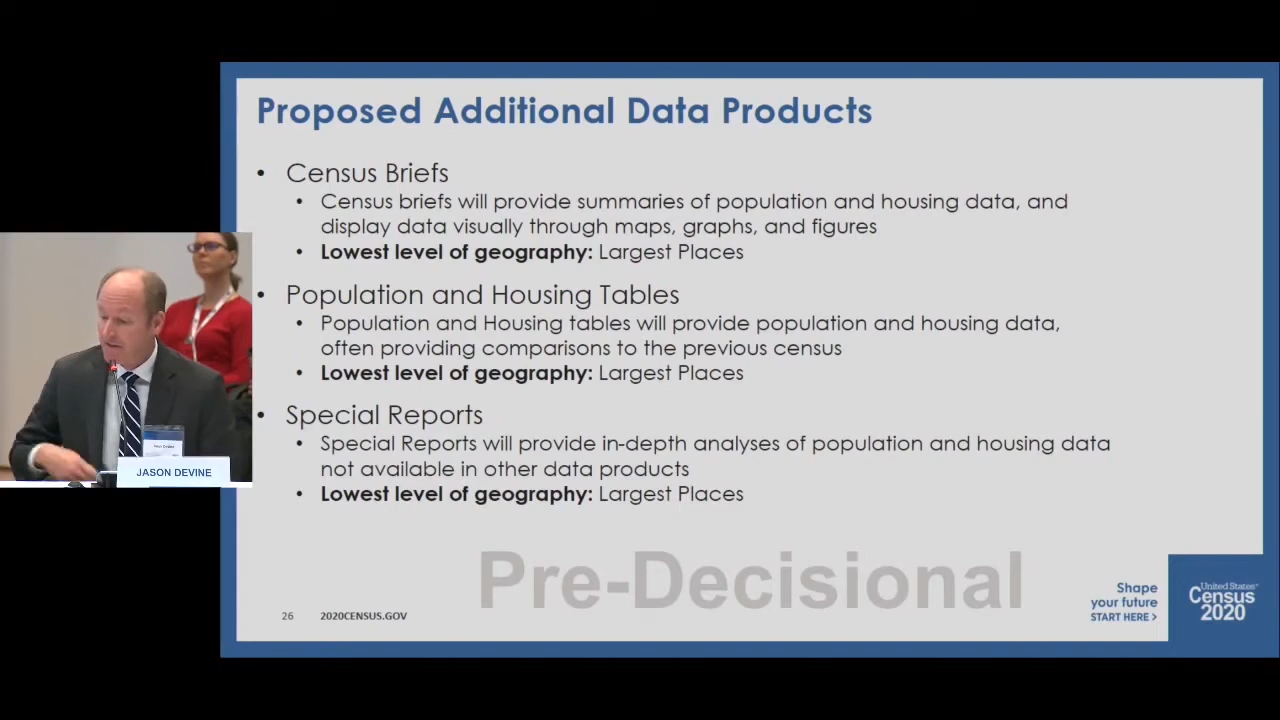 Proposed Additional Data Products
• Census Briefs
• Census briefs will provide summaries of population and housing data, and
display data visually through maps, graphs, and figures
• Lowest level of geography: Largest Places
• Population and Housing Tables
• Population and Housing tables will provide population and housing data,
often providing comparisons to the previous census
• Lowest level of geography: Largest Places
• Special Reports
• Special Reports will provide in-depth analyses of population and housing data
not available in other data products
• Lowest level of geography: Largest Places
JASON DEVINE
Pre-Decisional
26 2020CENSUS.GOV
Shape
your future
START HERE >
United States®
Census
2020